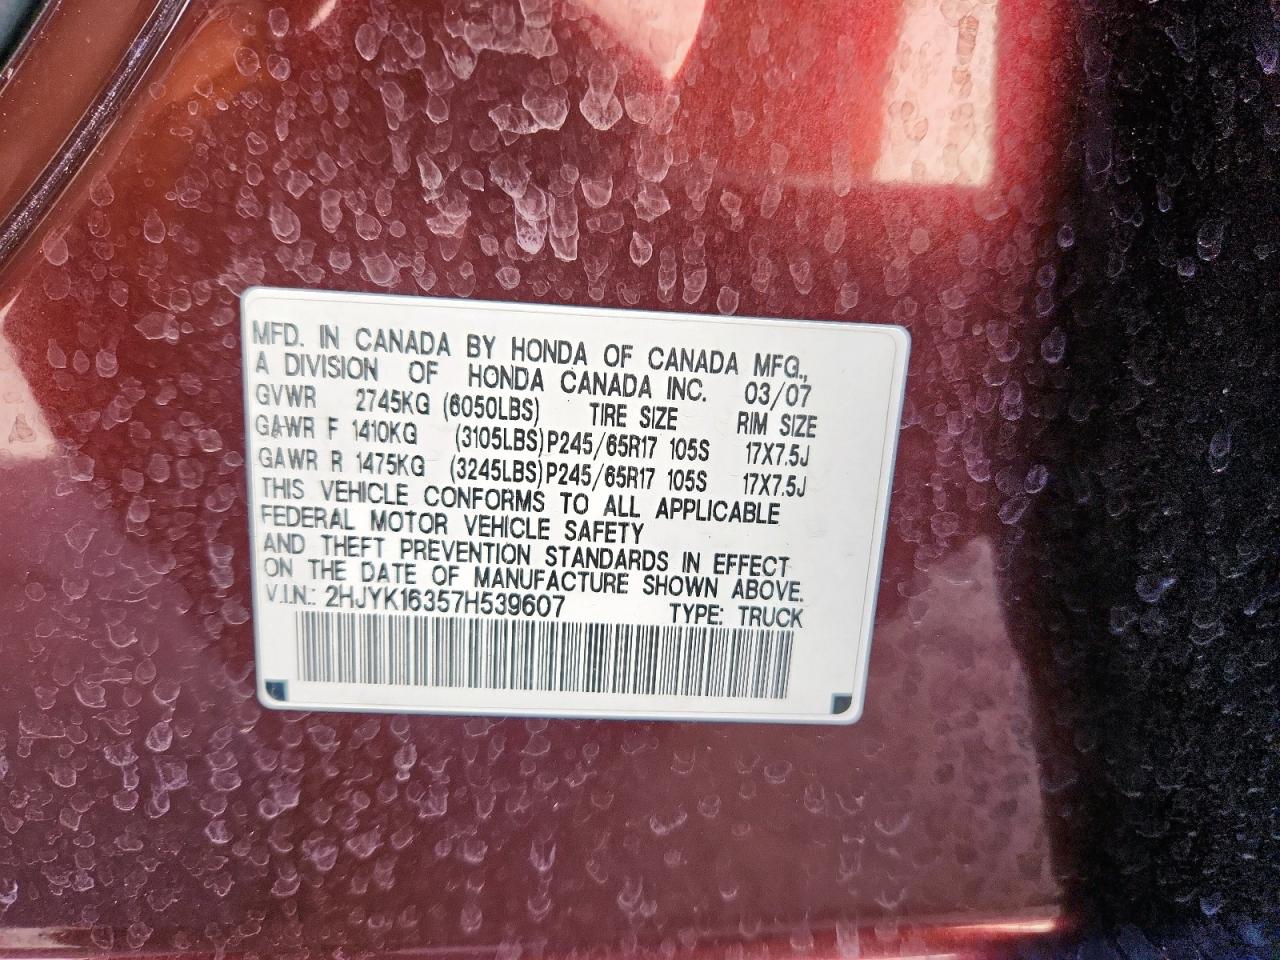 MFD. IN CANADA BY HONDA OF CANADA MFG.,
A DIVISION OF HONDA CANADA INC. 03/07
GVWR 2745KG (6050LBS) TIRE SIZE RIM SIZE
GAWR F 1410KG (3105LBS) P245/65R17 105S 17X7.5J
GAWR R 1475KG (3245LBS) P245/65R17 105S 17X7.5J
THIS VEHICLE CONFORMS TO ALL APPLICABLE
FEDERAL MOTOR VEHICLE SAFETY
AND THEFT PREVENTION STANDARDS IN EFFECT
ON THE DATE OF MANUFACTURE SHOWN ABOVE.
V.I.N.: 2HJYK16357H539607 TYPE: TRUCK